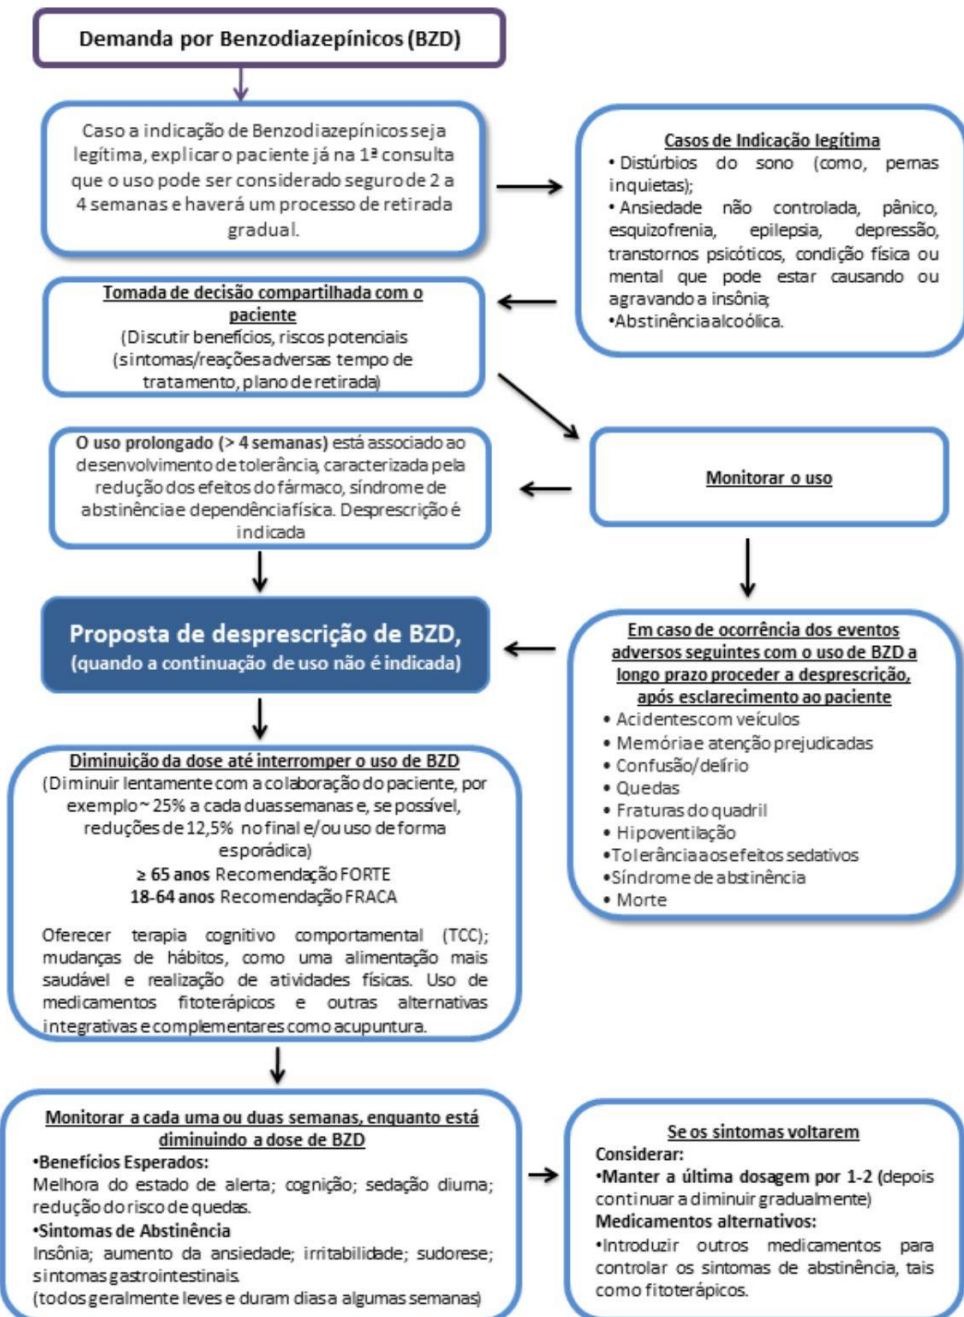 Demanda por Benzodiazepínicos (BZD)
Caso a indicação de Benzodiazepínicos seja
legítima, explicar o paciente já na 1ª consulta
que o uso pode ser considerado seguro de 2 a
4 semanas e haverá um processo de retirada
gradual.
Casos de Indicação legítima
• Distúrbios do sono (como, pernas
inquietas);
• Ansiedade não controlada, pânico,
esquizofrenia, epilepsia, depressão,
transtornos psicóticos, condição física ou
mental que pode estar causando ou
agravando a insônia;
•Abstinência alcoólica.
Tomada de decisão compartilhada com o
paciente
(Discutir benefícios, riscos potenciais
(sintomas/reações adversas tempo de
tratamento, plano de retirada)
O uso prolongado (> 4 semanas) está associado ao
desenvolvimento de tolerância, caracterizada pela
redução dos efeitos do fármaco, síndrome de
abstinência e dependência física. Desprescrição é
indicada
Monitorar o uso
Proposta de desprescrição de BZD,
(quando a continuação de uso não é indicada)
Em caso de ocorrência dos eventos
adversos seguintes com o uso de BZD a
longo prazo proceder a desprescrição,
após esclarecimento ao paciente
• Acidentes com veículos
• Memória e atenção prejudicadas
• Confusão/delírio
• Quedas
• Fraturas do quadril
• Hipoventilação
•Tolerância aos efeitos sedativos
•Síndrome de abstinência
• Morte
Diminuição da dose até interromper o uso de BZD
(Diminuir lentamente com a colaboração do paciente, por
exemplo ~ 25% a cada duas semanas e, se possível,
reduções de 12,5% no final e/ou uso de forma
esporádica)
≥ 65 anos Recomendação FORTE
18-64 anos Recomendação FRACA
Oferecer terapia cognitivo comportamental (TCC);
mudanças de hábitos, como uma alimentação mais
saudável e realização de atividades físicas. Uso de
medicamentos fitoterápicos e outras alternativas
integrativas e complementares como acupuntura.
Monitorar a cada uma ou duas semanas, enquanto está
diminuindo a dose de BZD
•Benefícios Esperados:
Melhora do estado de alerta; cognição; sedação diurna;
redução do risco de quedas.
•Sintomas de Abstinência
Insônia; aumento da ansiedade; irritabilidade; sudorese;
sintomas gastrointestinais.
(todos geralmente leves e duram dias a algumas semanas)
Se os sintomas voltarem
Considerar:
•Manter a última dosagem por 1-2 (depois
continuar a diminuir gradualmente)
Medicamentos alternativos:
•Introduzir outros medicamentos para
controlar os sintomas de abstinência, tais
como fitoterápicos.